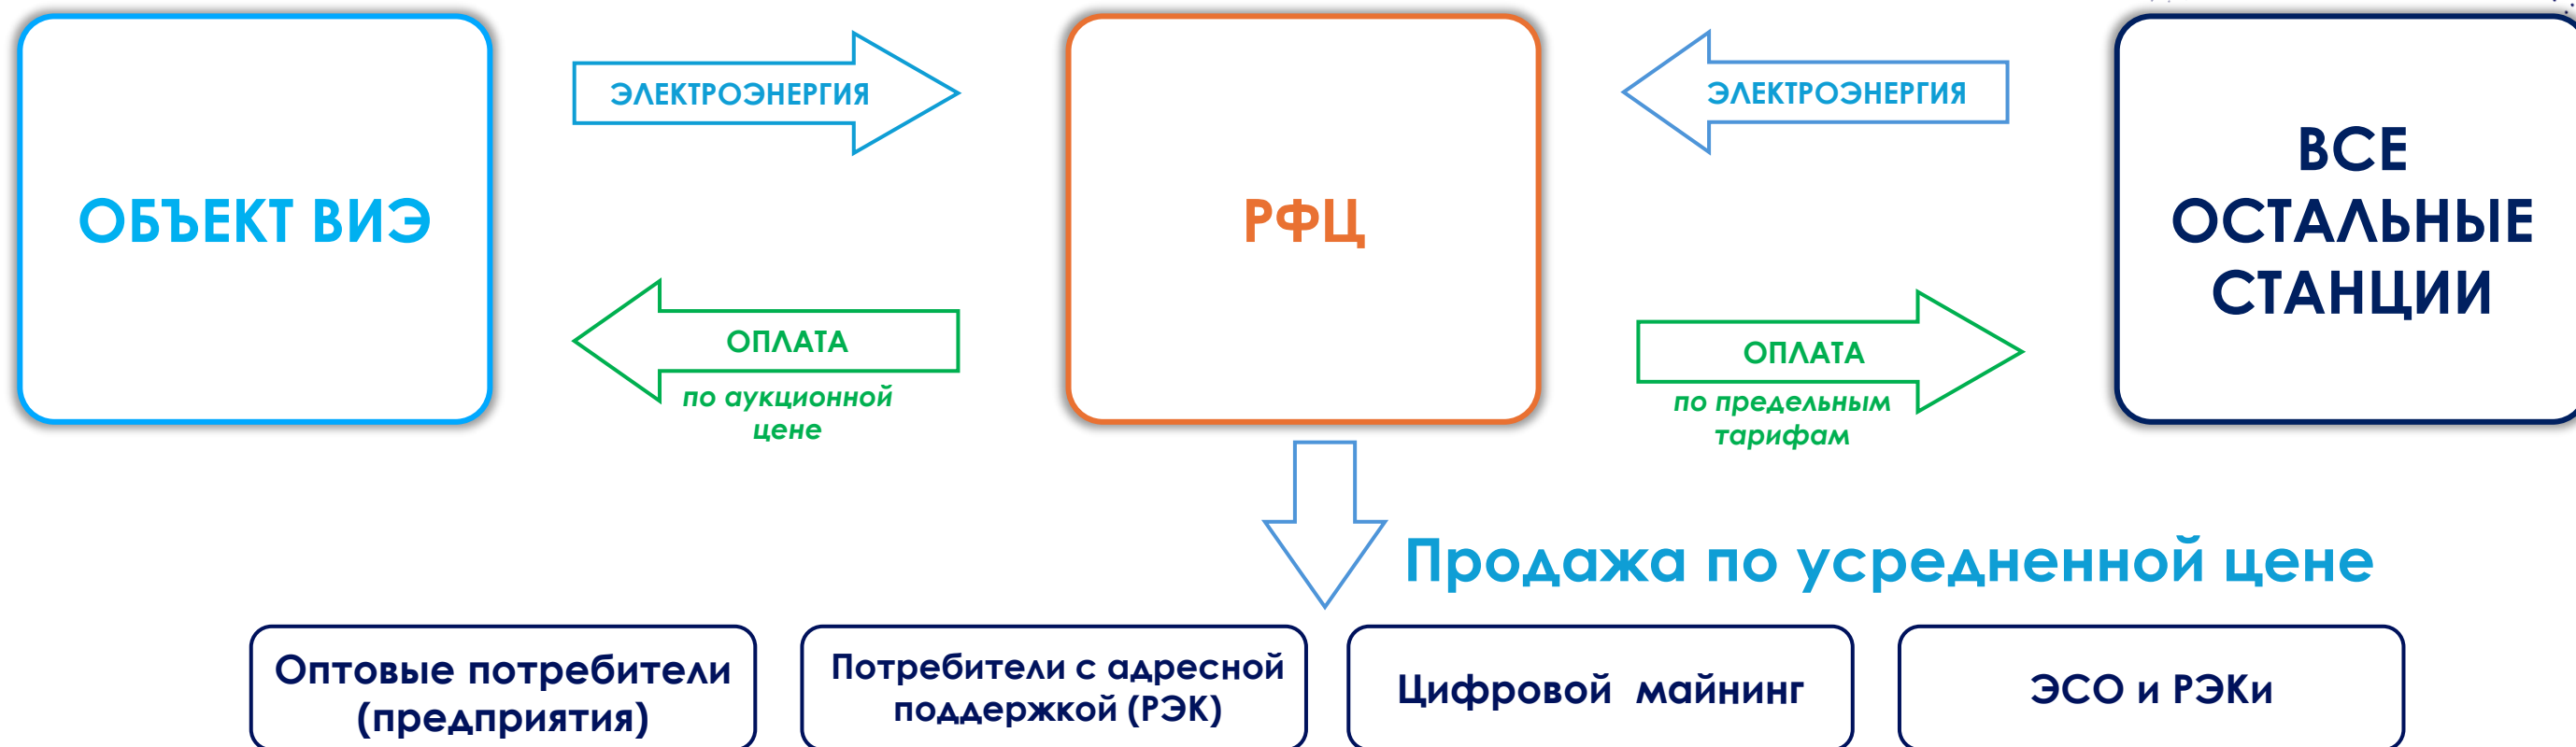 ОБЪЕКТ ВИЭ
ЭЛЕКТРОЭНЕРГИЯ
ОПЛАТА
по аукционной
цене
РФЦ
ЭЛЕКТРОЭНЕРГИЯ
ОПЛАТА
по предельным
тарифам
ВСЕ
ОСТАЛЬНЫЕ
СТАНЦИИ
Продажа по усредненной цене
Оптовые потребители
(предприятия)
Потребители с адресной
поддержкой (РЭК)
Цифровой майнинг
ЭСО и РЭКи